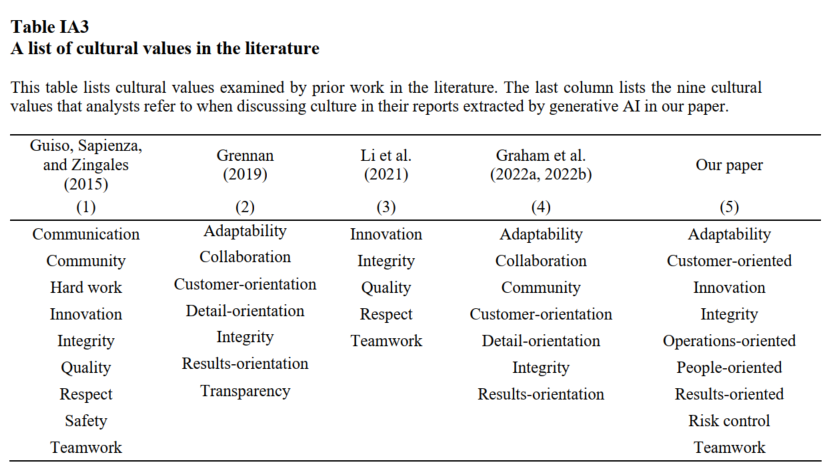 Table IA3
A list of cultural values in the literature
This table lists cultural values examined by prior work in the literature. The last column lists the nine cultural
values that analysts refer to when discussing culture in their reports extracted by generative AI in our paper.
Guiso, Sapienza,
and Zingales
(2015)
Grennan
(2019)
Li et al.
(2021)
Graham et al.
(2022a, 2022b)
Our paper
(1) (2) (3) (4) (5)
Communication Adaptability Innovation Adaptability Adaptability
Community Collaboration Integrity Collaboration Customer-oriented
Hard work Customer-orientation Quality Community Innovation
Innovation Detail-orientation Respect Customer-orientation Integrity
Integrity Integrity Teamwork Detail-orientation Operations-oriented
Quality Results-orientation Integrity People-oriented
Respect Transparency Results-orientation Results-oriented
Safety Risk control
Teamwork Teamwork